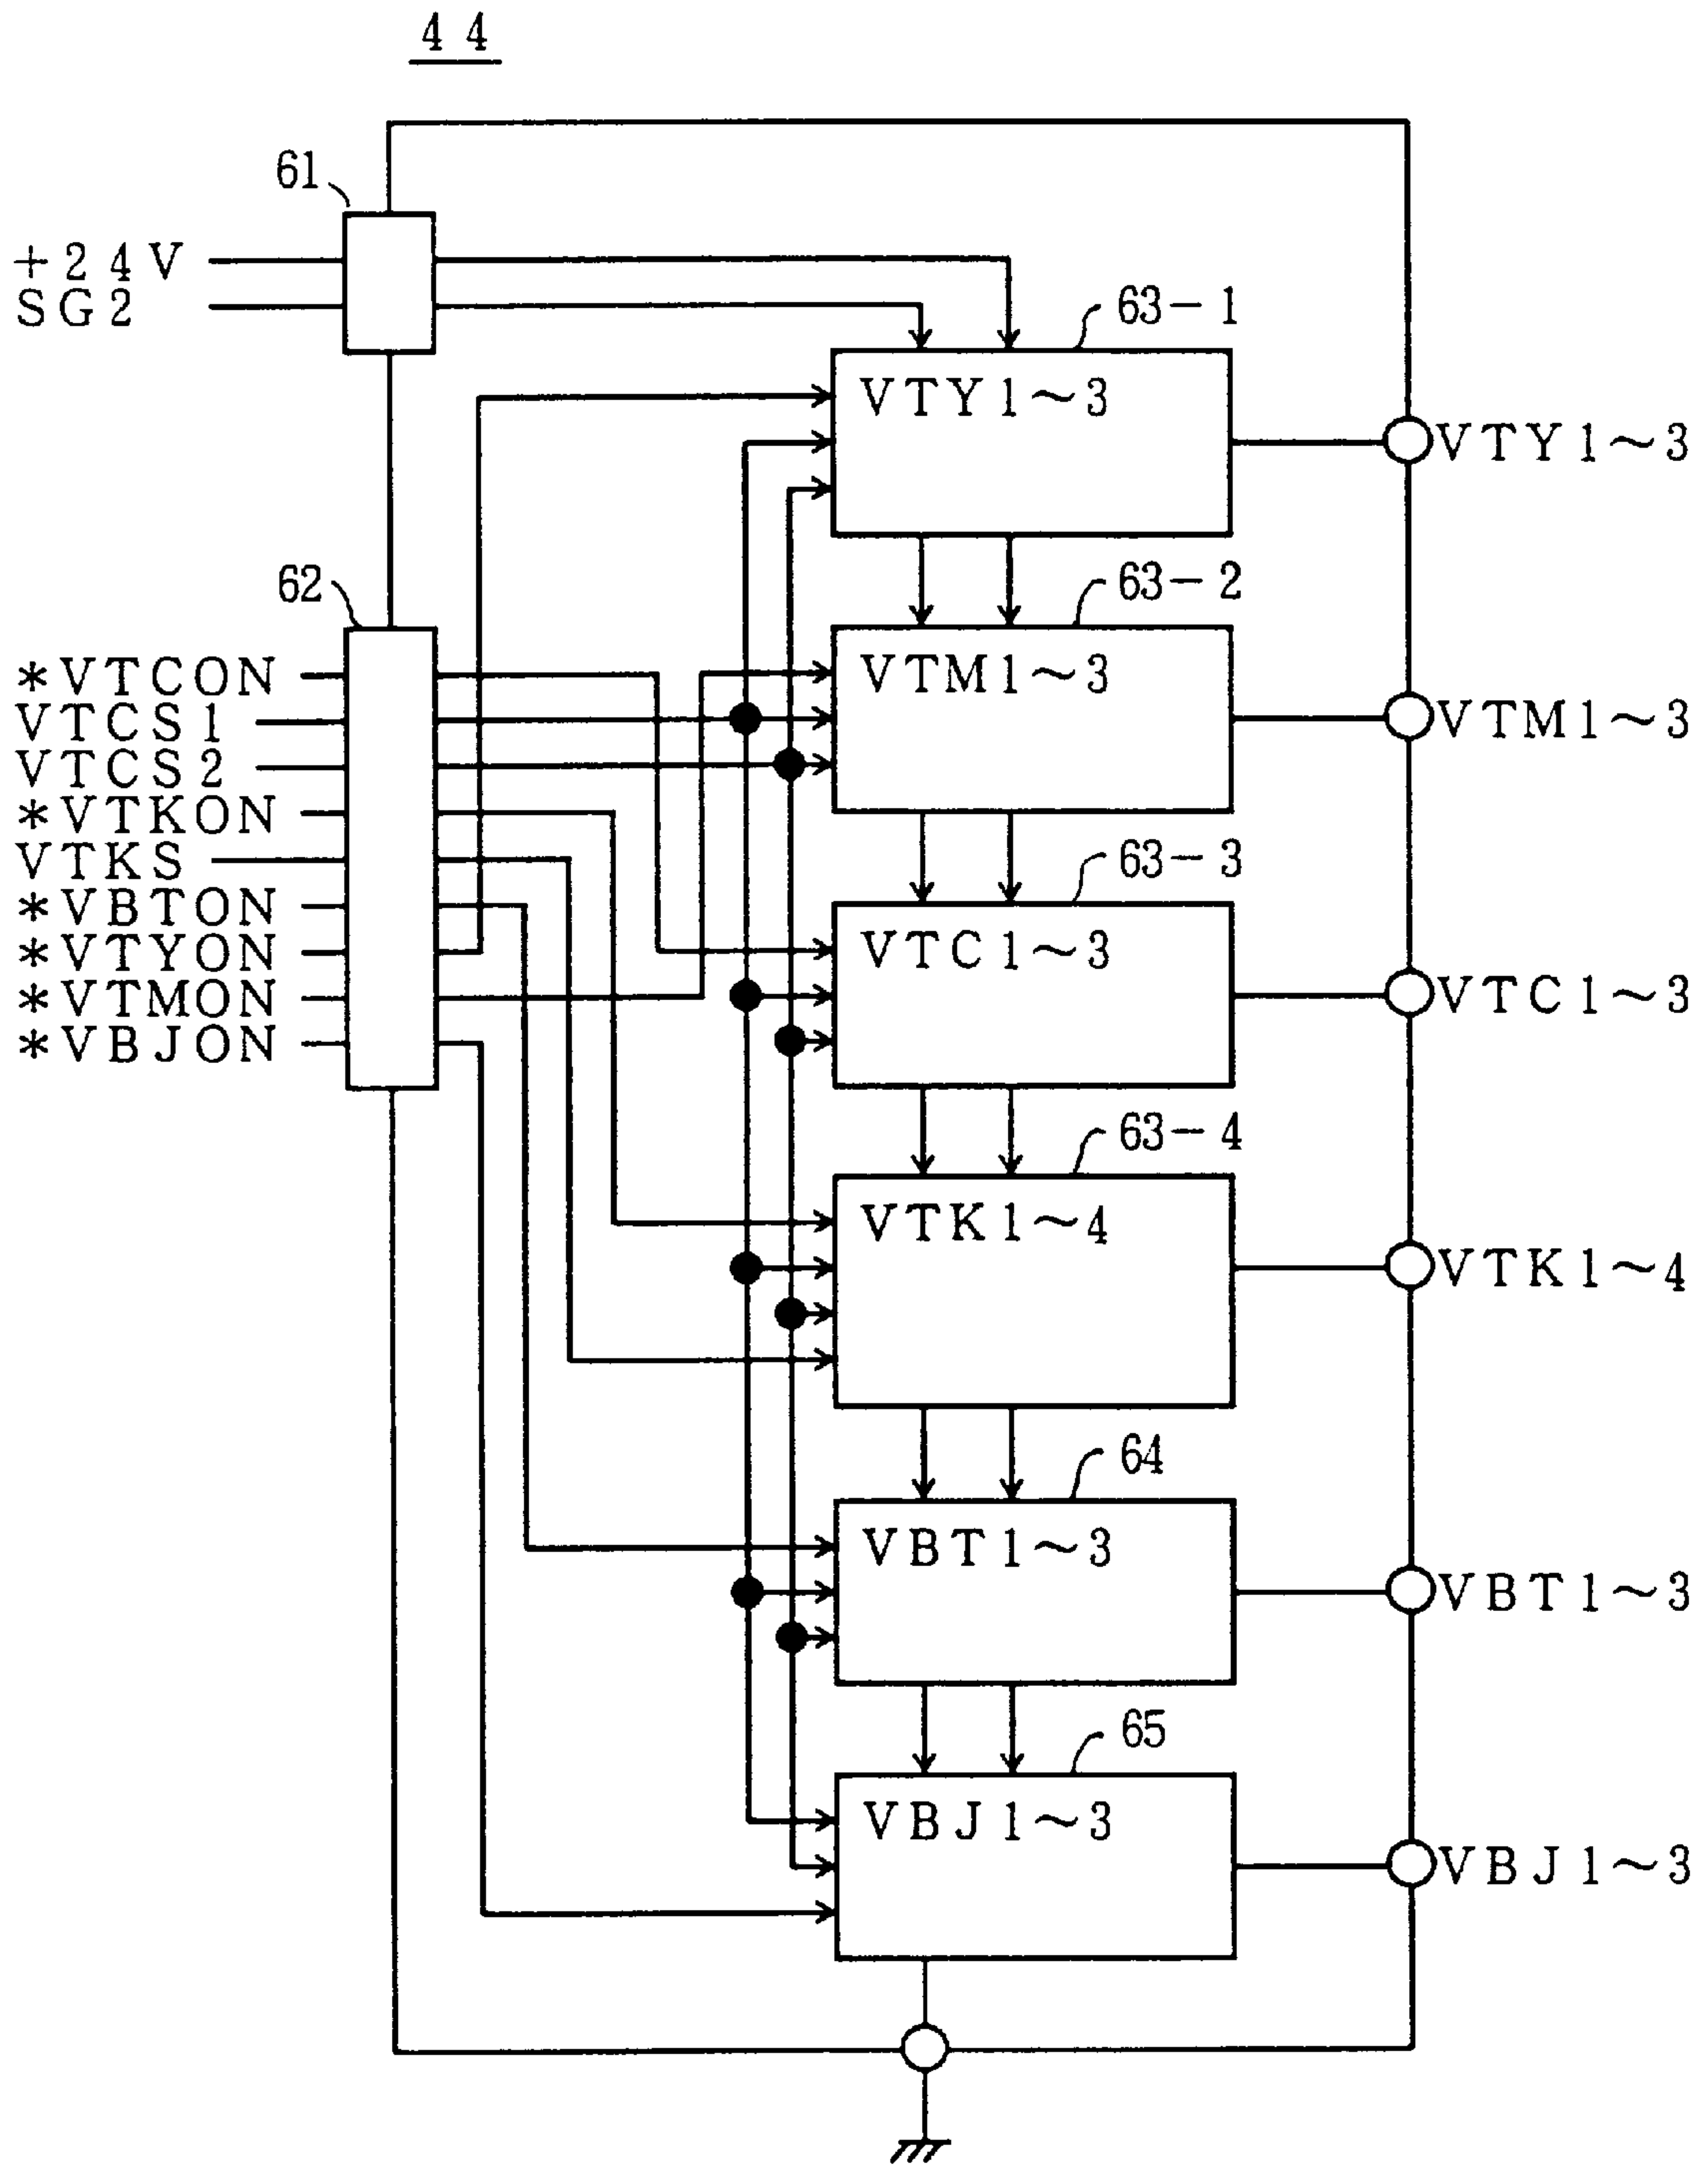 44
61
+24V
SG2
63-1
VTY1~3
VTY1~3
62
63-2
*VTCON
VTM1~3
VTCS1
VTM1~3
VTCS2
*VTKON
VTKS
63-3
*VBTON
*VTYON
VTC1~3
*VTMON
VTC1~3
*VBJON
63-4
VTK1~4
VTK1~4
64
VBT1~3
VBT1~3
65
VBJ1~3
VBJ1~3